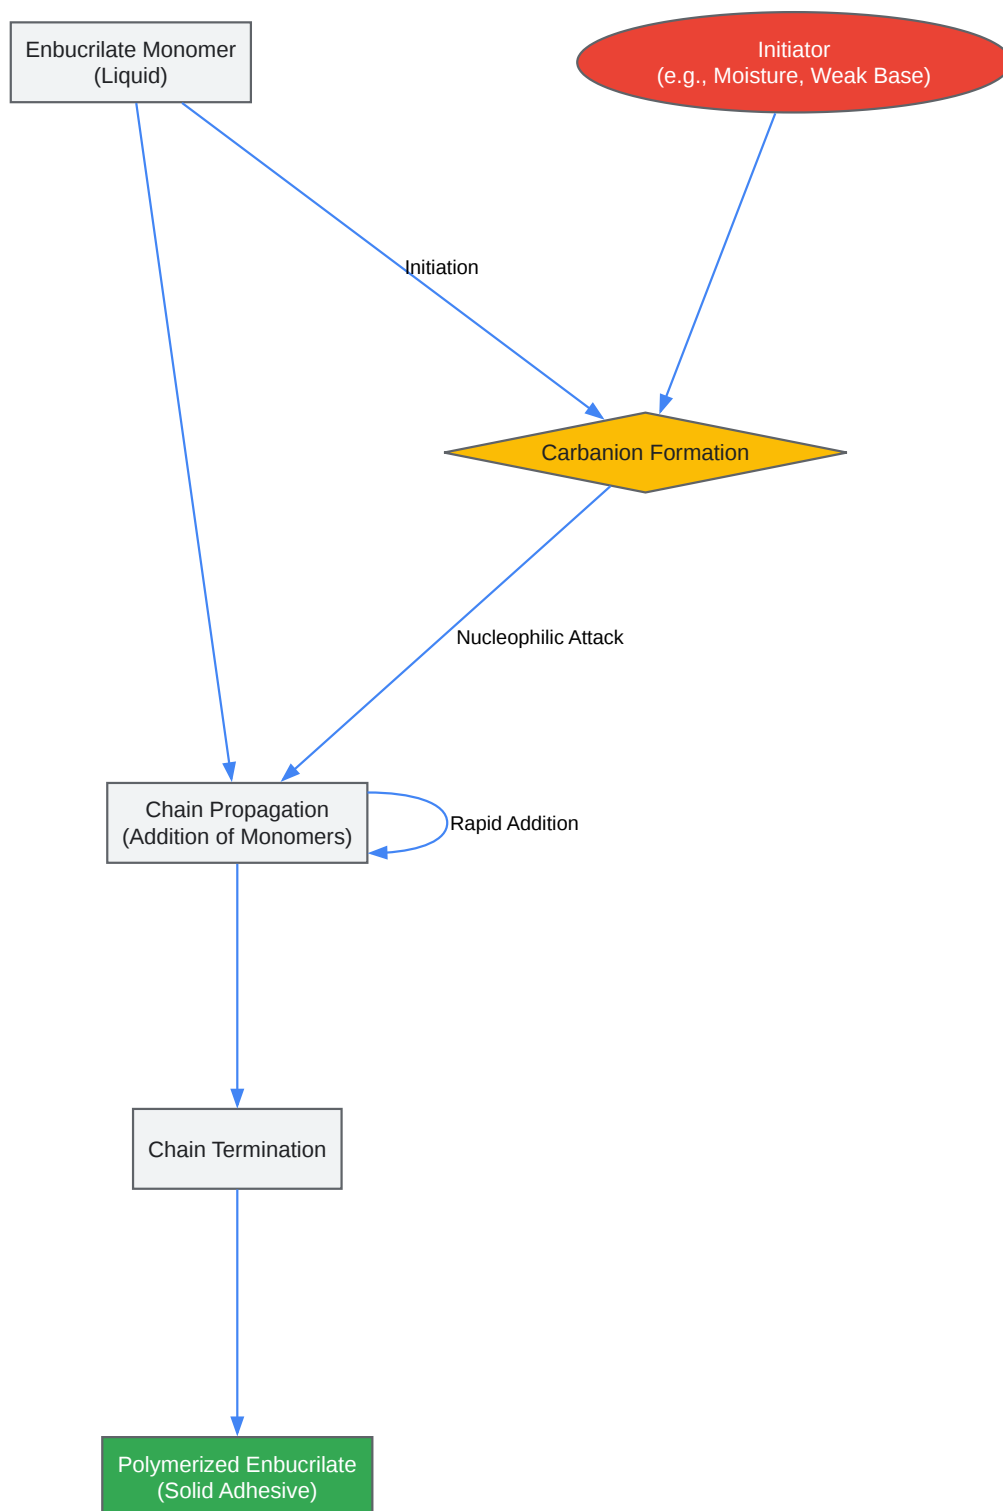 Enbucrilate Monomer
(Liquid)
Initiator
(e.g., Moisture, Weak Base)
Initiation
Carbanion Formation
Nucleophilic Attack
Chain Propagation
(Addition of Monomers)
Rapid Addition
Chain Termination
Polymerized Enbucrilate
(Solid Adhesive)